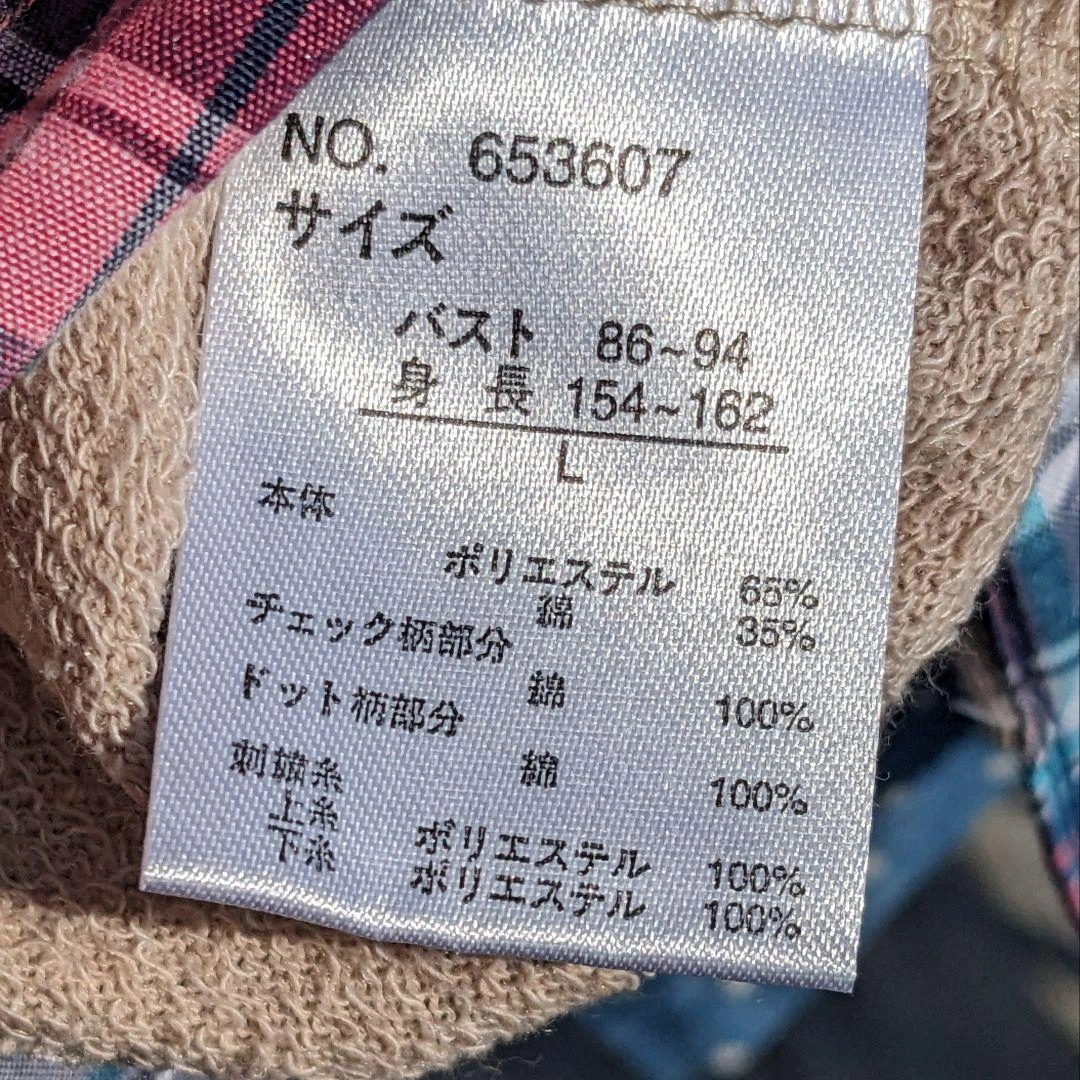 NO. 653607
サイズ
バスト 86~94
身長 154~162
L
本体
ポリエステル 65%
綿 35%
チェック柄部分
綿 100%
ドット柄部分
綿 100%
刺繍糸
上糸 ポリエステル 100%
下糸 ポリエステル 100%